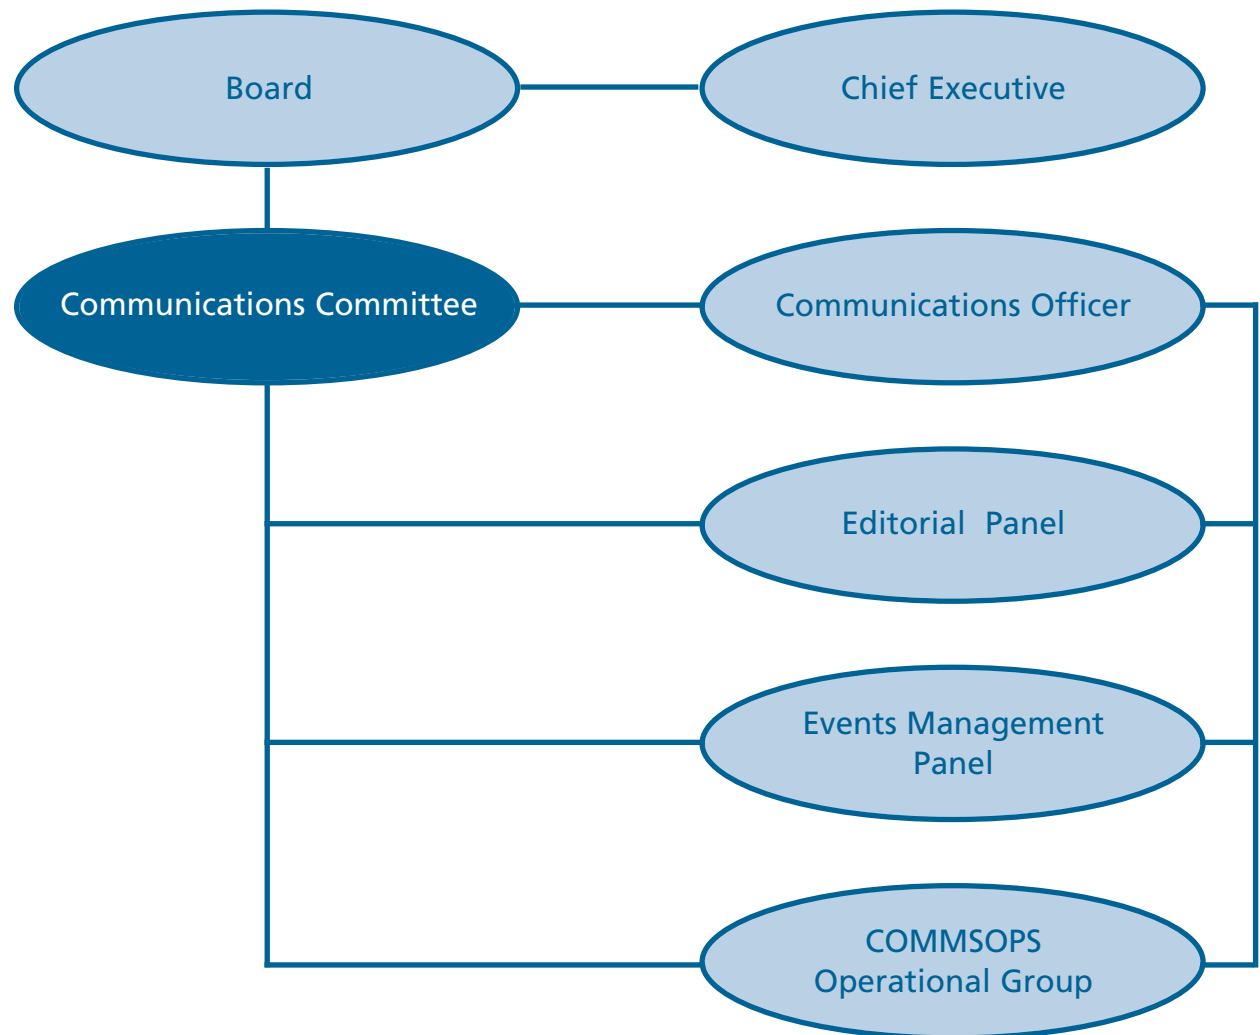 Board
Chief Executive
Communications Committee
Communications Officer
Editorial  Panel
Events Management
Panel
COMMSOPS
Operational Group